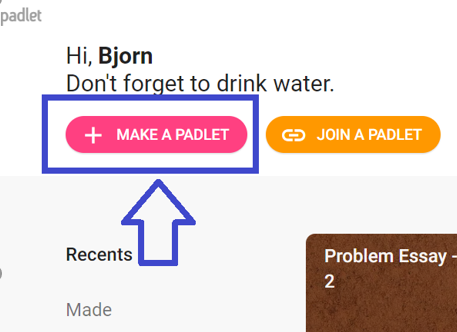 padlet
Hi, Bjorn
Don't forget to drink water.
MAKE A PADLET
JOIN A PADLET
Recents
Problem Essay -
2
Made